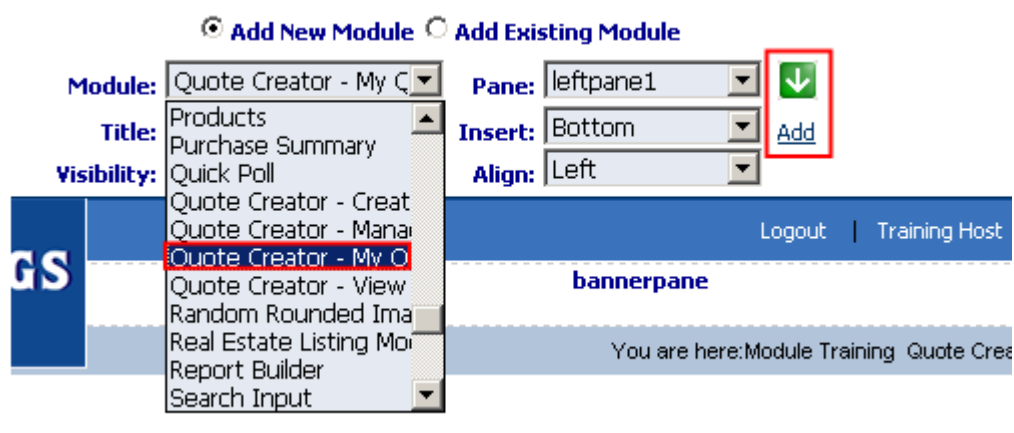 Add New Module Add Existing Module
Module: Quote Creator - My Q Pane: leftpane1
Title: Insert: Bottom Add
Visibility: Align: Left
Products
Purchase Summary
Quick Poll
Quote Creator - Creat
Quote Creator - Mana
Quote Creator - My Q
Quote Creator - View
Random Rounded Ima
Real Estate Listing Mo
Report Builder
Search Input
Logout | Training Host
GS
bannerpane
You are here:Module Training Quote Crea